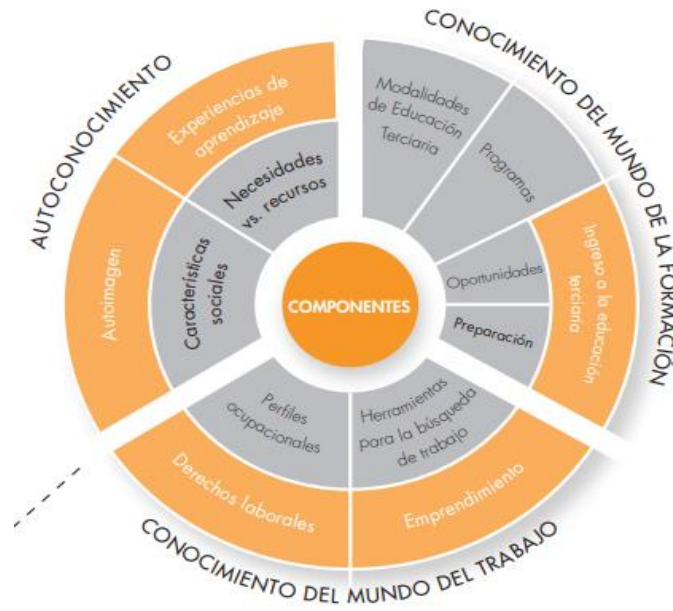 AUTOCONOCIMIENTO
Experiencias de
aprendizaje
Necesidades
vs. recursos
Autoimagen
Características
sociales
CONOCIMIENTO DEL MUNDO DE LA FORMACIÓN
Modalidades
de Educación
Terciaria
Programas
Ingreso a la educación
terciaria
Oportunidades
Preparación
COMPONENTES
Perfiles
ocupacionales
Herramientas
para la búsqueda
de trabajo
Derechos laborales
Emprendimiento
CONOCIMIENTO DEL MUNDO DEL TRABAJO